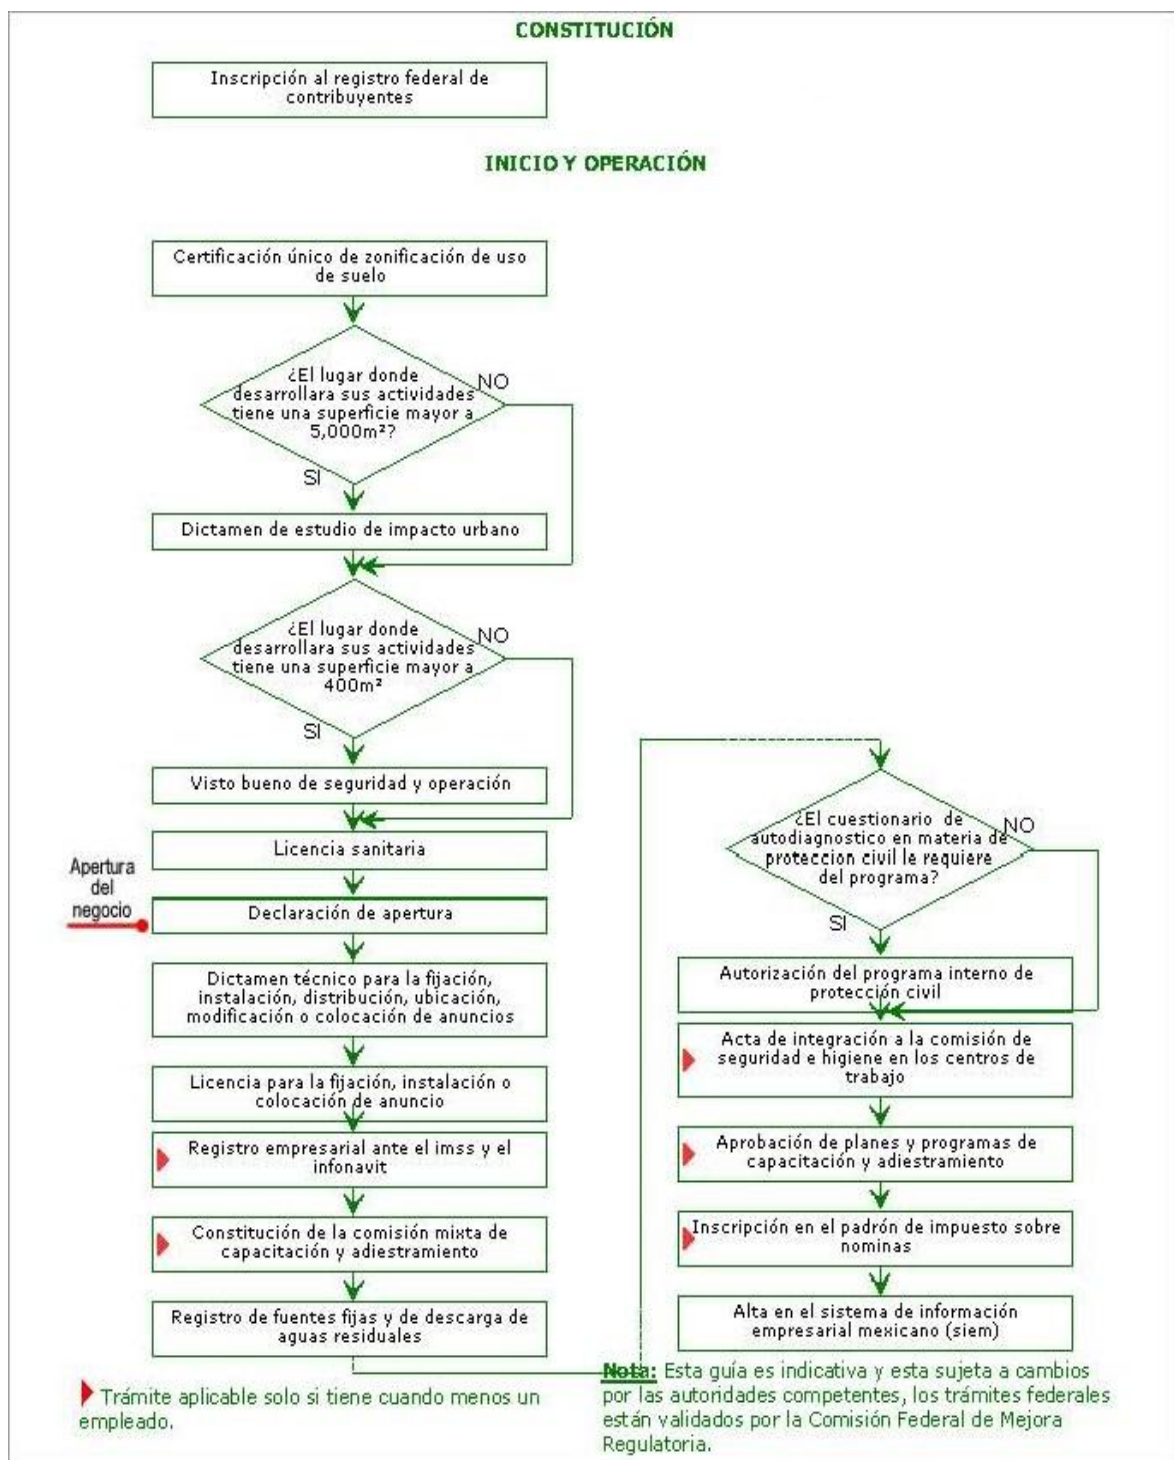 CONSTITUCIÓN
Inscripción al registro federal de
contribuyentes
INICIO Y OPERACIÓN
Certificación único de zonificación de uso
de suelo
¿El lugar donde
desarrollara sus actividades
tiene una superficie mayor a
5,000m²?
NO
SI
Dictamen de estudio de impacto urbano
¿El lugar donde
desarrollara sus actividades
tiene una superficie mayor a
400m²
NO
SI
Visto bueno de seguridad y operación
Licencia sanitaria
Apertura
del
negocio
Declaración de apertura
Dictamen técnico para la fijación,
instalación, distribución, ubicación,
modificación o colocación de anuncios
Licencia para la fijación, instalación o
colocación de anuncio
Registro empresarial ante el imss y el
infonavit
Constitución de la comisión mixta de
capacitación y adiestramiento
Registro de fuentes fijas y de descarga de
aguas residuales
¿El cuestionario de
autodiagnostico en materia de
proteccion civil le requiere
del programa?
NO
SI
Autorización del programa interno de
protección civil
Acta de integración a la comisión de
seguridad e higiene en los centros de
trabajo
Aprobación de planes y programas de
capacitación y adiestramiento
Inscripción en el padrón de impuesto sobre
nominas
Alta en el sistema de información
empresarial mexicano (siem)
Trámite aplicable solo si tiene cuando menos un
empleado.
Nota: Esta guía es indicativa y esta sujeta a cambios
por las autoridades competentes, los trámites federales
están validados por la Comisión Federal de Mejora
Regulatoria.